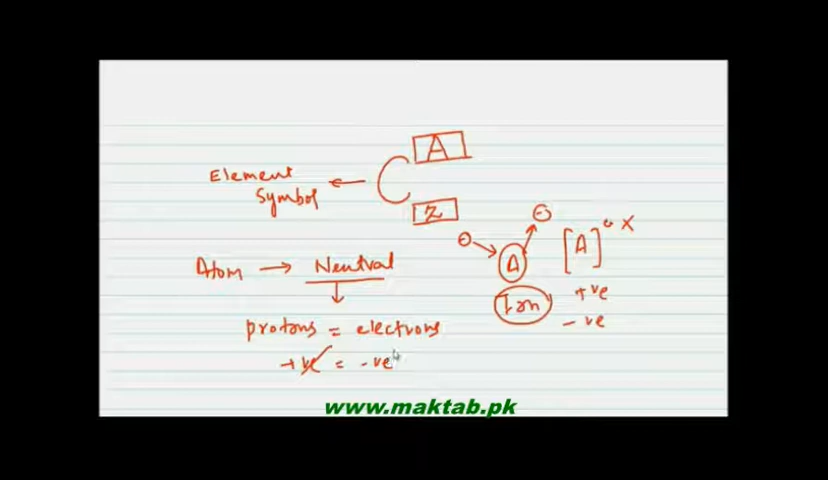 A
Element
Symbol
C
Z
A
[A]° x
Atom → Neutral
Ion
+ve
-ve
protons = electrons
+ve = -ve
www.maktab.pk